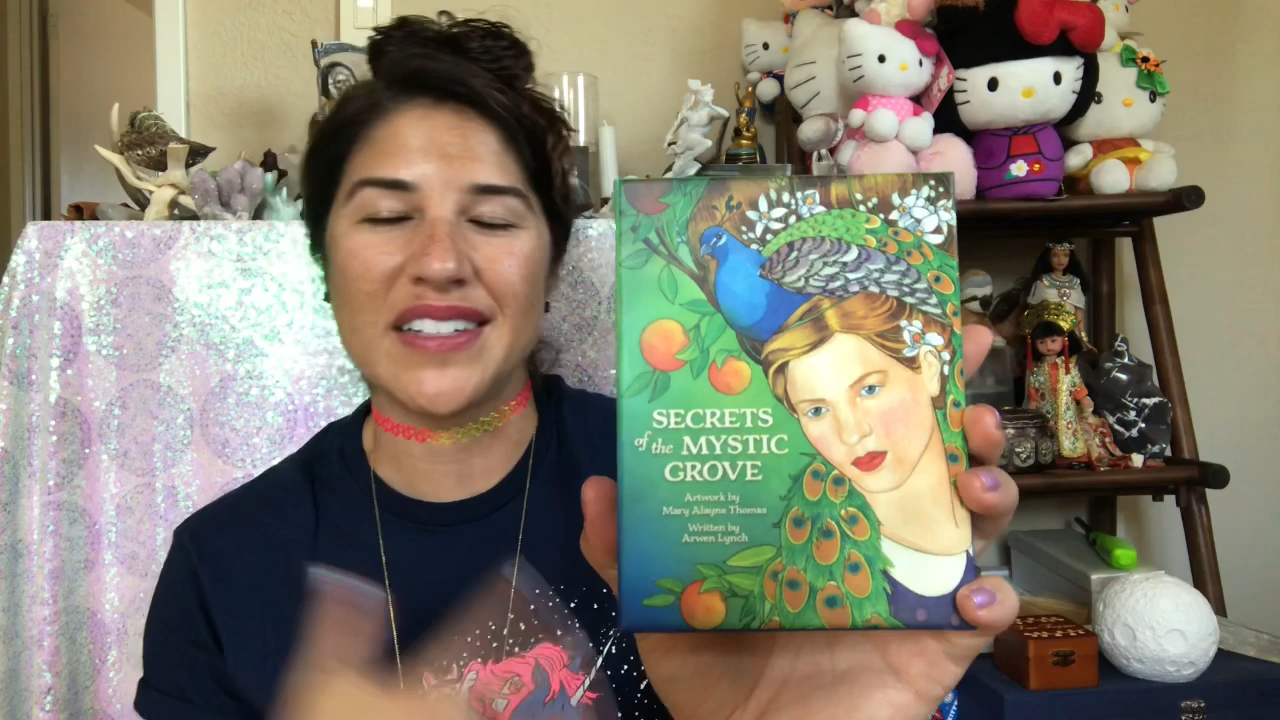 SECRETS
of the MYSTIC
GROVE
Artwork by
Mary Alayne Thomas
Written by
Arwen Lynch